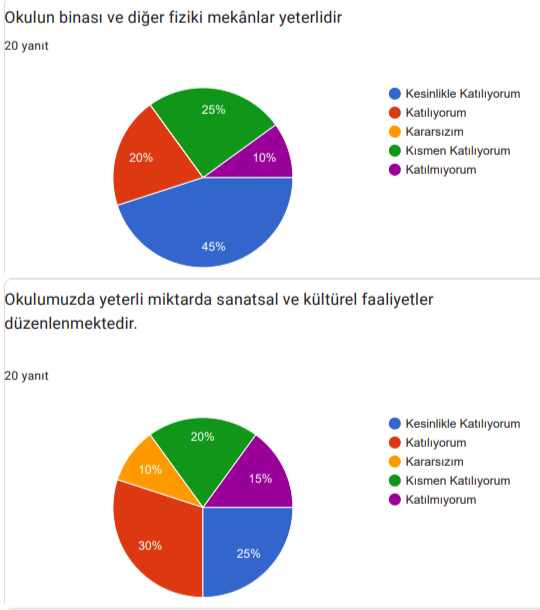 Okulun binası ve diğer fiziki mekânlar yeterlidir
20 yanıt
25%
20%
10%
45%
Kesinlikle Katılıyorum
Katılıyorum
Kararsızım
Kısmen Katılıyorum
Katılmıyorum
Okulumuzda yeterli miktarda sanatsal ve kültürel faaliyetler
düzenlenmektedir.
20 yanıt
20%
10%
15%
30%
25%
Kesinlikle Katılıyorum
Katılıyorum
Kararsızım
Kısmen Katılıyorum
Katılmıyorum